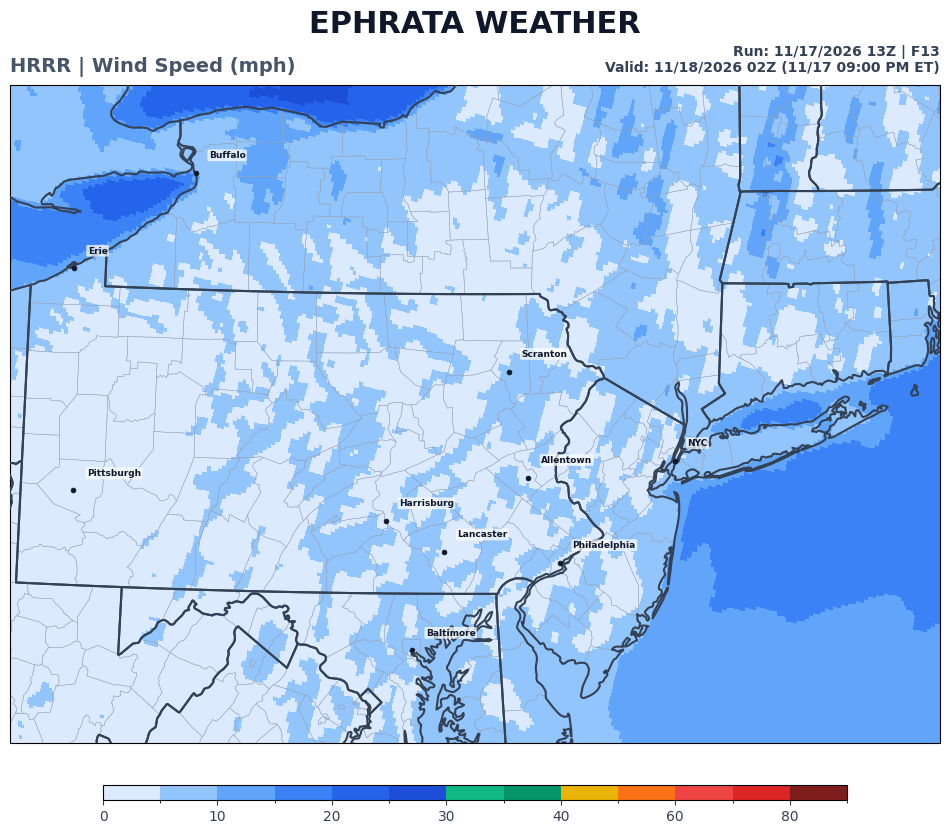 EPHRATA WEATHER
HRRR | Wind Speed (mph)
Run: 11/17/2026 13Z | F13
Valid: 11/18/2026 02Z (11/17 09:00 PM ET)
Buffalo
Erie
Scranton
NYC
Allentown
Pittsburgh
Harrisburg
Lancaster
Philadelphia
Baltimore
0 10 20 30 40 50 60 70 80